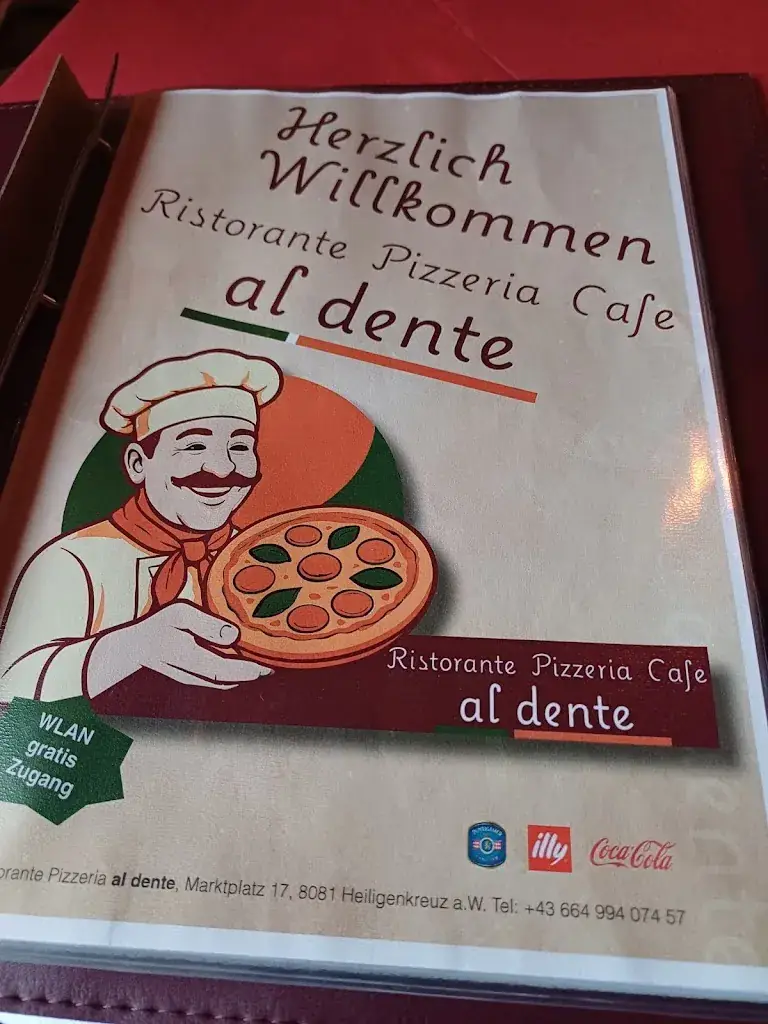 Herzlich
Willkommen
Ristorante Pizzeria Cafe
al dente
Ristorante Pizzeria Cafe
al dente
WLAN
gratis
Zugang
illy
Coca-Cola
Pizzeria al dente, Marktplatz 17, 8081 Heiligenkreuz a.W. Tel: +43 664 994 074 57